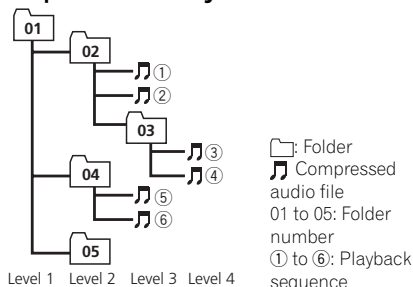 01
02
①
②
03
③
④
04
⑤
⑥
05
Level 1 Level 2 Level 3 Level 4
: Folder
Compressed
audio file
01 to 05: Folder
number
① to ⑥: Playback
sequence